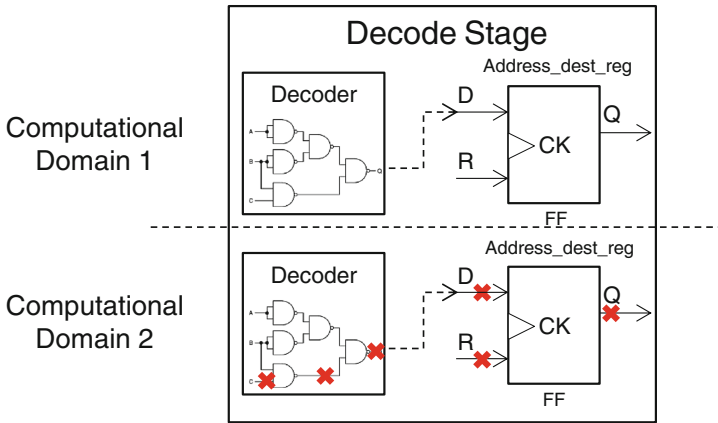 Decode Stage
Address_dest_reg
Decoder
D
Q
A
B
C
Q
CK
R
FF
Computational
Domain 1
Address_dest_reg
Decoder
D
Q
A
B
C
CK
R
FF
Computational
Domain 2